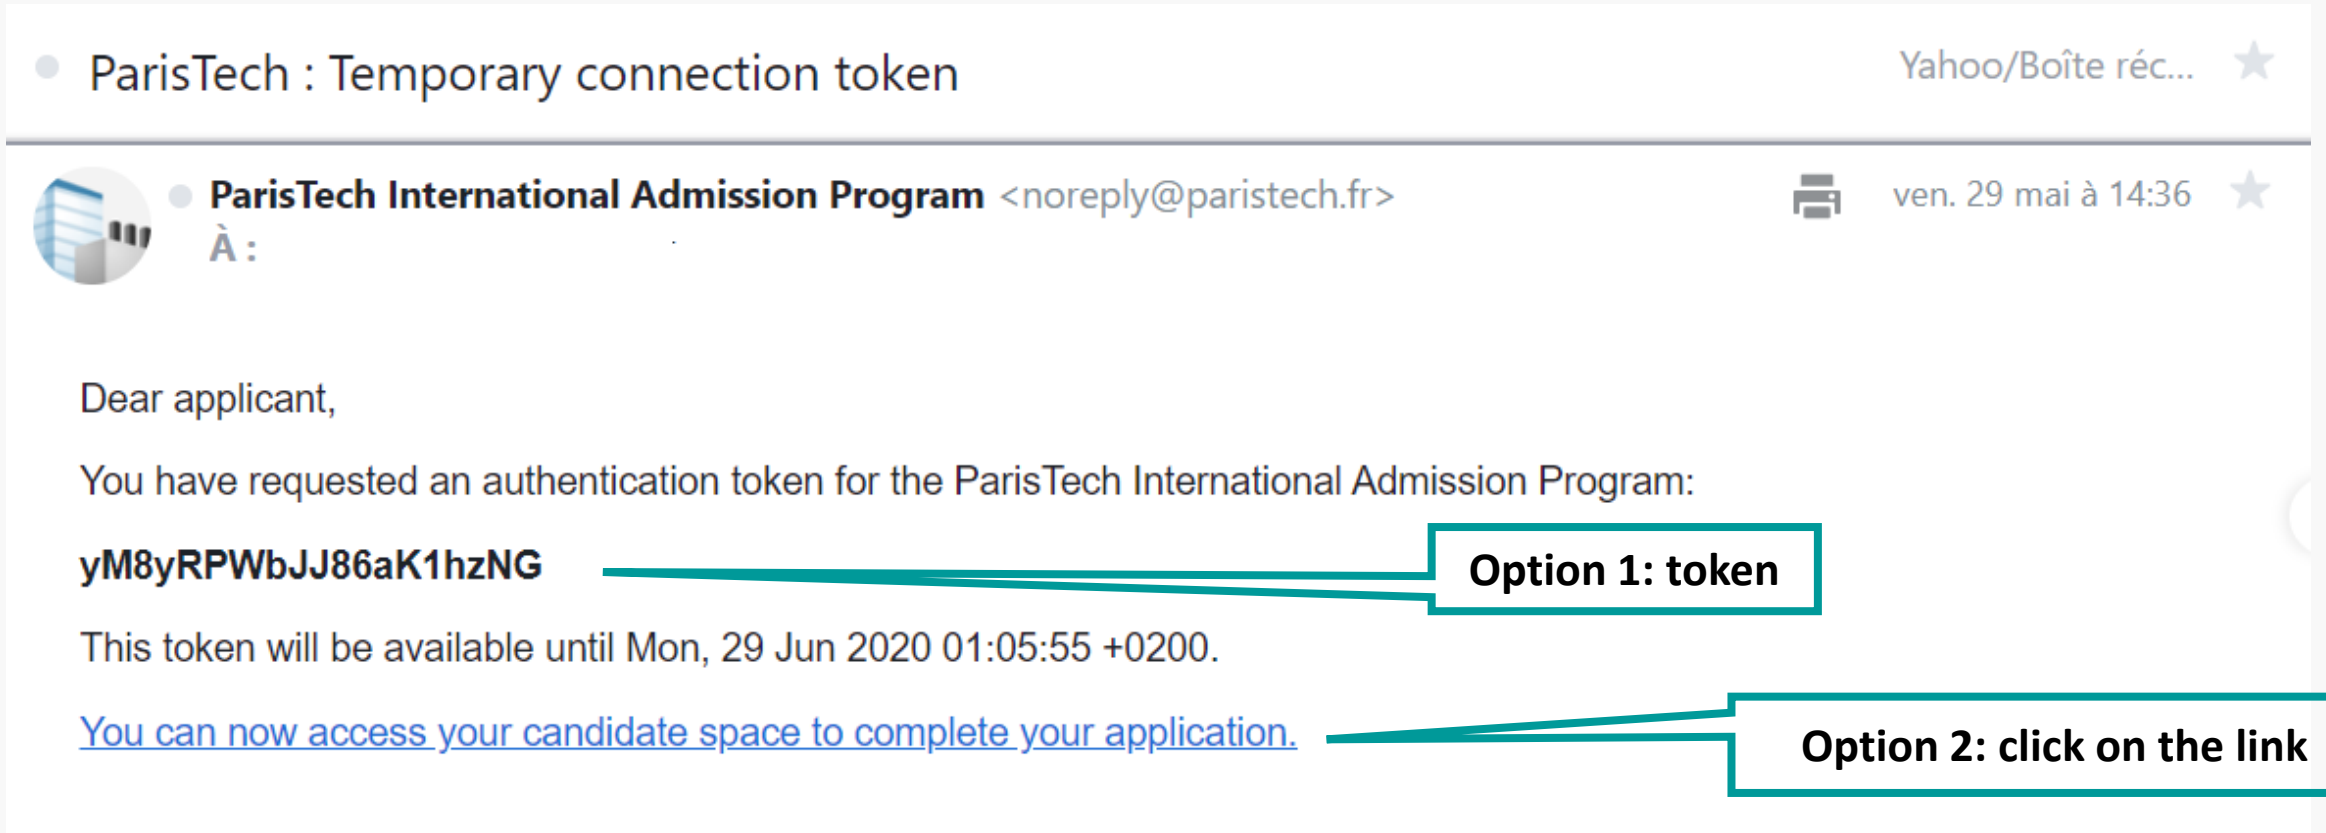 ParisTech : Temporary connection token
Yahoo/Boîte réc...
ParisTech International Admission Program <noreply@paristech.fr>
ven. 29 mai à 14:36
À :
Dear applicant,
You have requested an authentication token for the ParisTech International Admission Program:
yM8yRPWbJJ86aK1hzNG
Option 1: token
This token will be available until Mon, 29 Jun 2020 01:05:55 +0200.
You can now access your candidate space to complete your application.
Option 2: click on the link